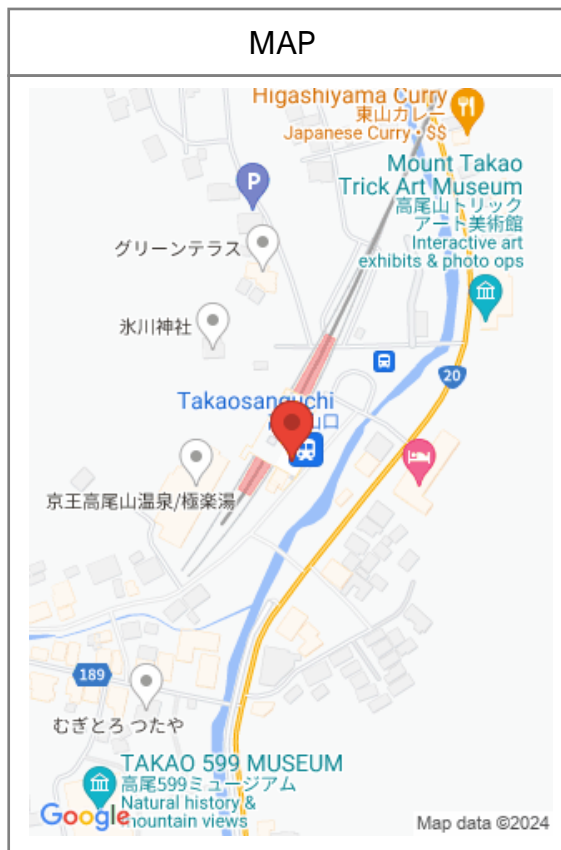 MAP
Higashiyama Curry
東山カレー
Japanese Curry・$$
Mount Takao
Trick Art Museum
高尾山トリック
アート美術館
Interactive art
exhibits & photo ops
P
グリーンテラス
氷川神社
20
Takaosanguchi
山口
京王高尾山温泉/極楽湯
189
むぎとろ つたや
TAKAO 599 MUSEUM
高尾599ミュージアム
Natural history &
mountain views
Google
Map data ©2024